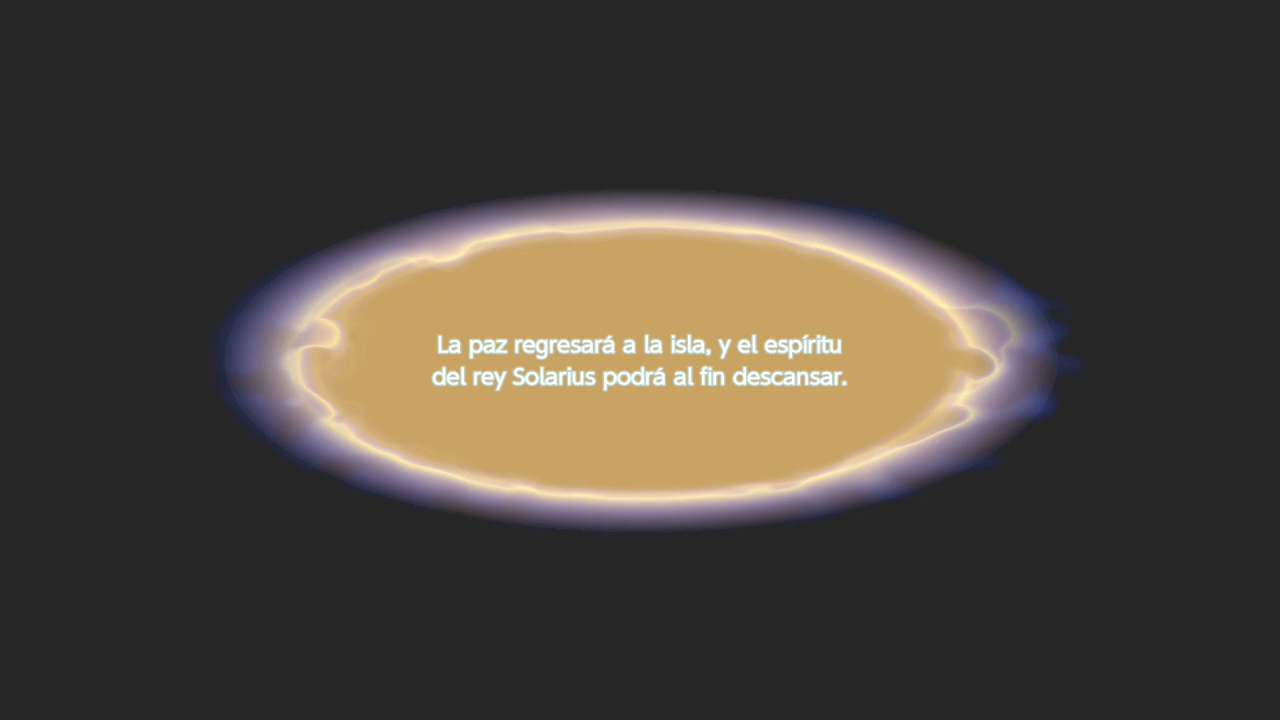 La paz regresará a la isla, y el espíritu
del rey Solarius podrá al fin descansar.